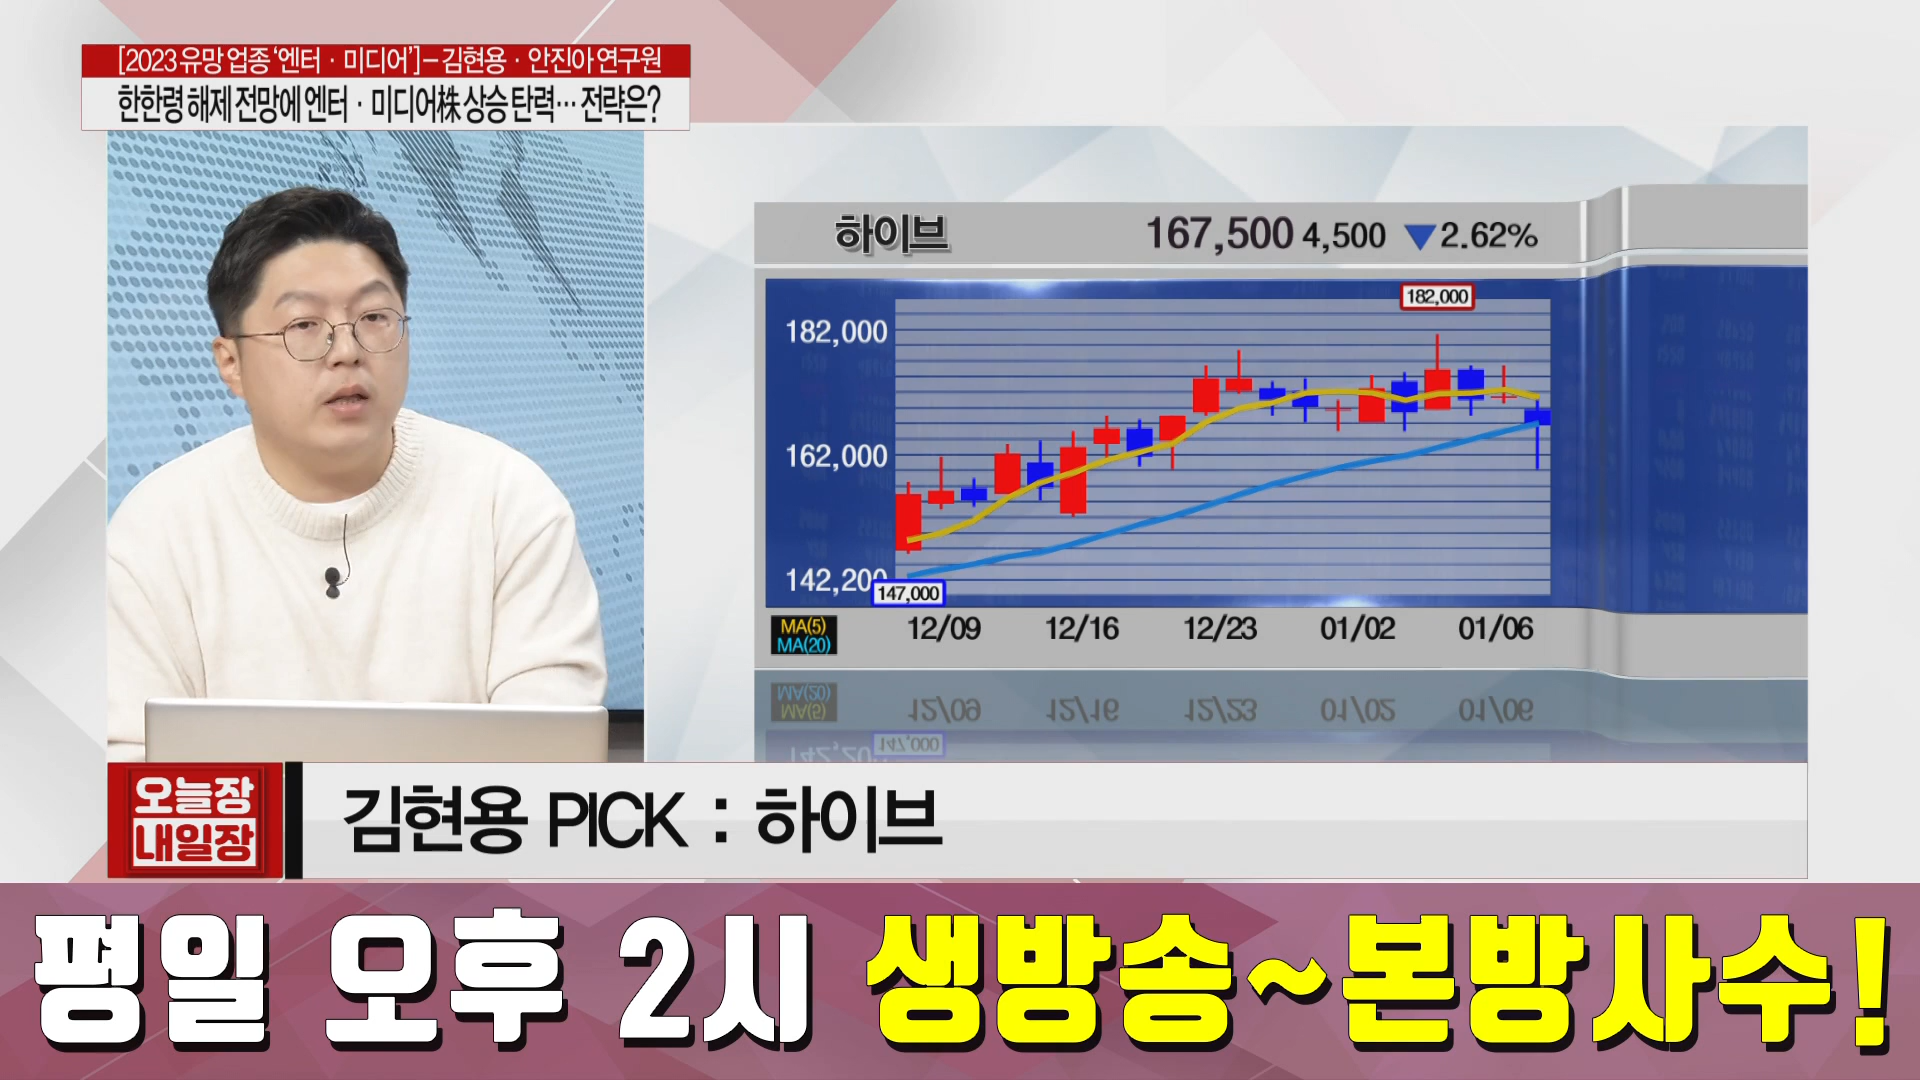 [2023 유망 업종 ‘엔터 · 미디어’] – 김현용 · 안진아 연구원
한한령 해제 전망에 엔터 · 미디어株 상승 탄력… 전략은?
하이브 167,500 4,500 ▼2.62%
182,000
182,000
162,000
142,200
147,000
MA(5)
MA(20)
12/09 12/16 12/23 01/02 01/06
오늘장
내일장
김현용 PICK : 하이브
평일 오후 2시 생방송~본방사수!